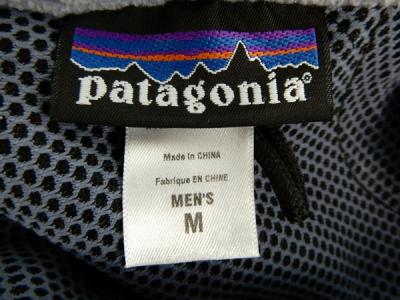 patagonia®
Made in CHINA
Fabriqué EN CHINE
MEN'S
M